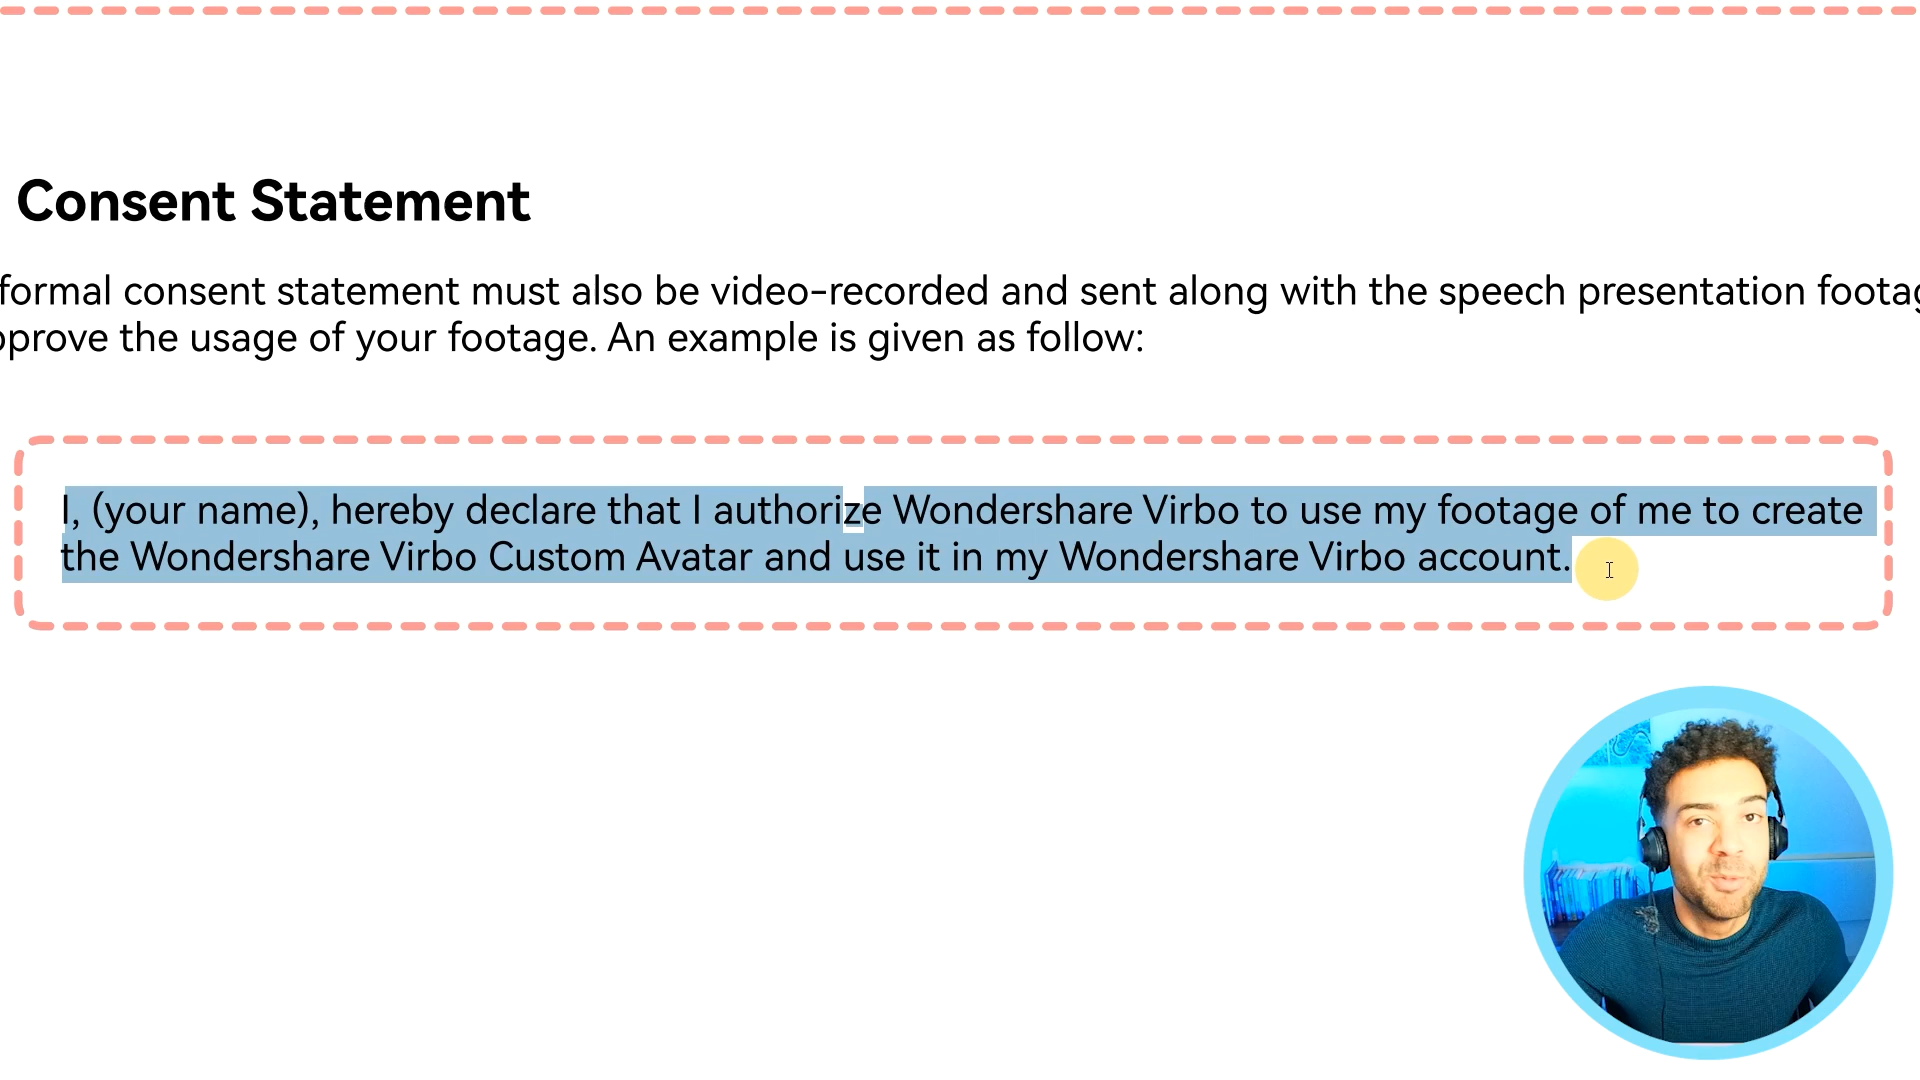 Consent Statement
formal consent statement must also be video-recorded and sent along with the speech presentation
pprove the usage of your footage. An example is given as follow:
I, (your name), hereby declare that I authorize Wondershare Virbo to use my footage of me to create
the Wondershare Virbo Custom Avatar and use it in my Wondershare Virbo account.